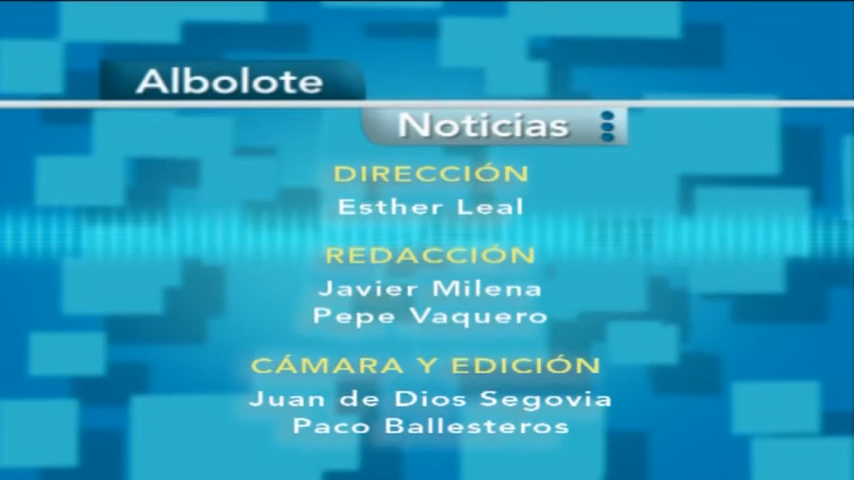 Albolote
Noticias
DIRECCIÓN
Esther Leal
REDACCIÓN
Javier Milena
Pepe Vaquero
CÁMARA Y EDICIÓN
Juan de Dios Segovia
Paco Ballesteros